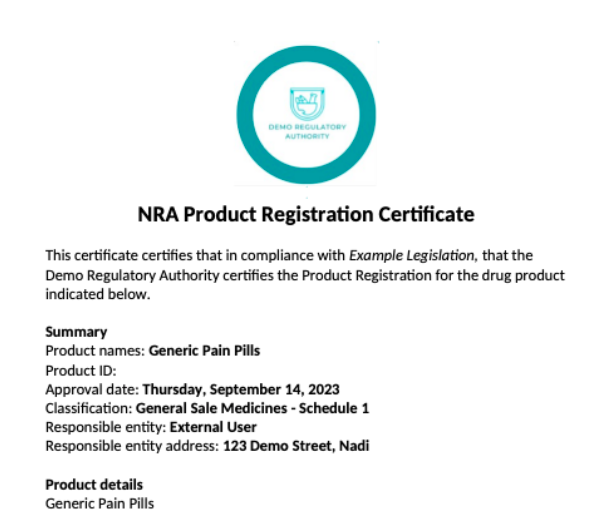 DEMO REGULATORY
AUTHORITY
NRA Product Registration Certificate
This certificate certifies that in compliance with Example Legislation, that the
Demo Regulatory Authority certifies the Product Registration for the drug product
indicated below.
Summary
Product names: Generic Pain Pills
Product ID:
Approval date: Thursday, September 14, 2023
Classification: General Sale Medicines - Schedule 1
Responsible entity: External User
Responsible entity address: 123 Demo Street, Nadi
Product details
Generic Pain Pills